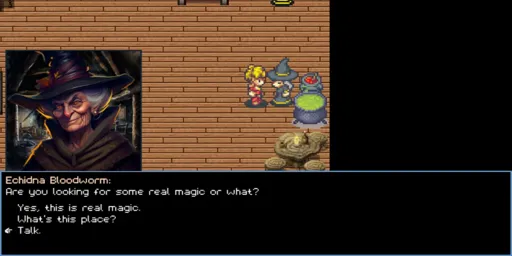 Echidna Bloodworm:
Are you looking for some real magic or what?
Yes, this is real magic.
What's this place?
Talk.